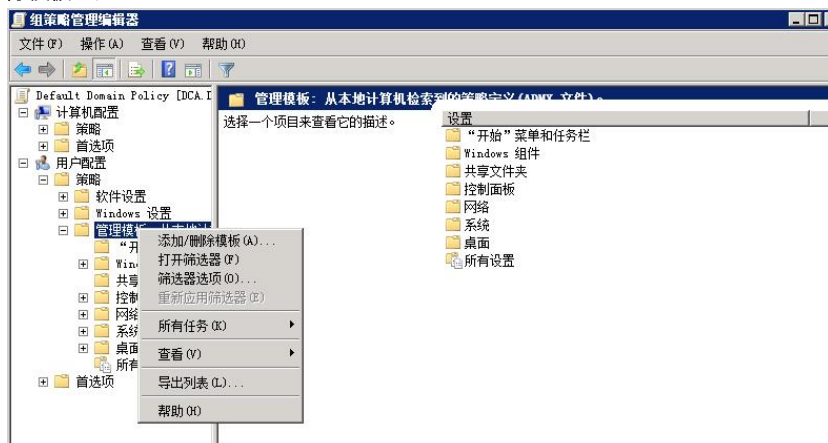 组策略管理编辑器
文件(F) 操作(A) 查看(V) 帮助(H)
Default Domain Policy [DCA.I
计算机配置
策略
首选项
用户配置
策略
软件设置
Windows 设置
管理模板: 从本地计
“开
Win
共享
控制
网络
系统
桌面
所有
首选项
添加/删除模板(A)...
打开筛选器(F)
筛选器选项(O)...
重新应用筛选器(E)
所有任务(K)
查看(V)
导出列表(L)...
帮助(H)
管理模板: 从本地计算机检索到的策略定义(ADMX 文件)。
选择一个项目来查看它的描述。
设置
“开始”菜单和任务栏
Windows 组件
共享文件夹
控制面板
网络
系统
桌面
所有设置